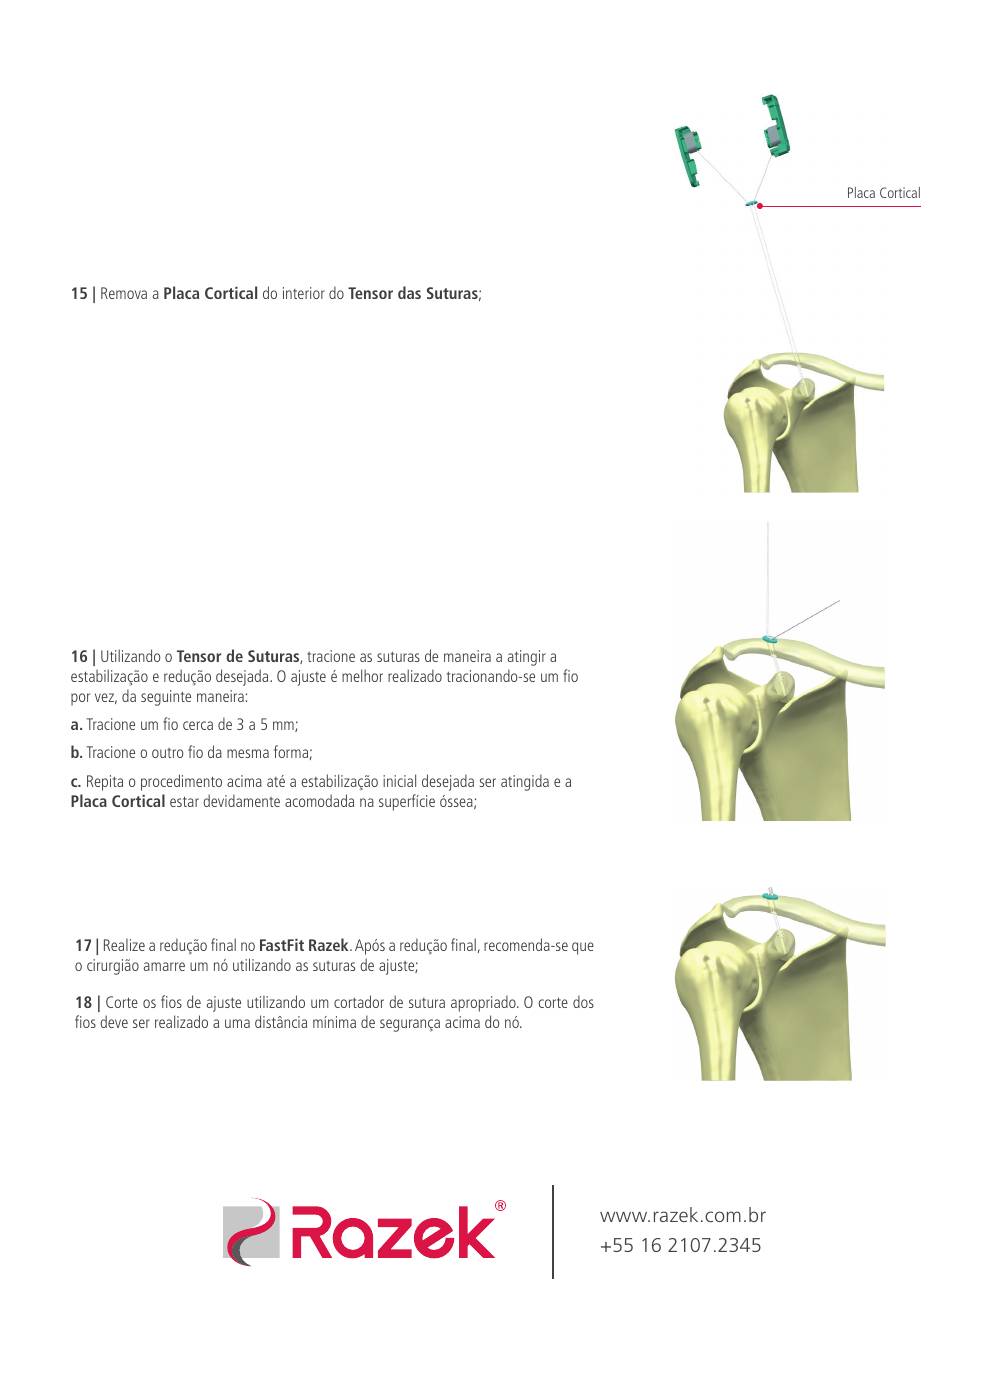 Placa Cortical
15 | Remova a Placa Cortical do interior do Tensor das Suturas;
16 | Utilizando o Tensor de Suturas, tracione as suturas de maneira a atingir a
estabilização e redução desejada. O ajuste é melhor realizado tracionando-se um fio
por vez, da seguinte maneira:
a. Tracione um fio cerca de 3 a 5 mm;
b. Tracione o outro fio da mesma forma;
c. Repita o procedimento acima até a estabilização inicial desejada ser atingida e a
Placa Cortical estar devidamente acomodada na superfície óssea;
17 | Realize a redução final no FastFit Razek. Após a redução final, recomenda-se que
o cirurgião amarre um nó utilizando as suturas de ajuste;
18 | Corte os fios de ajuste utilizando um cortador de sutura apropriado. O corte dos
fios deve ser realizado a uma distância mínima de segurança acima do nó.
Razek®
www.razek.com.br
+55 16 2107.2345